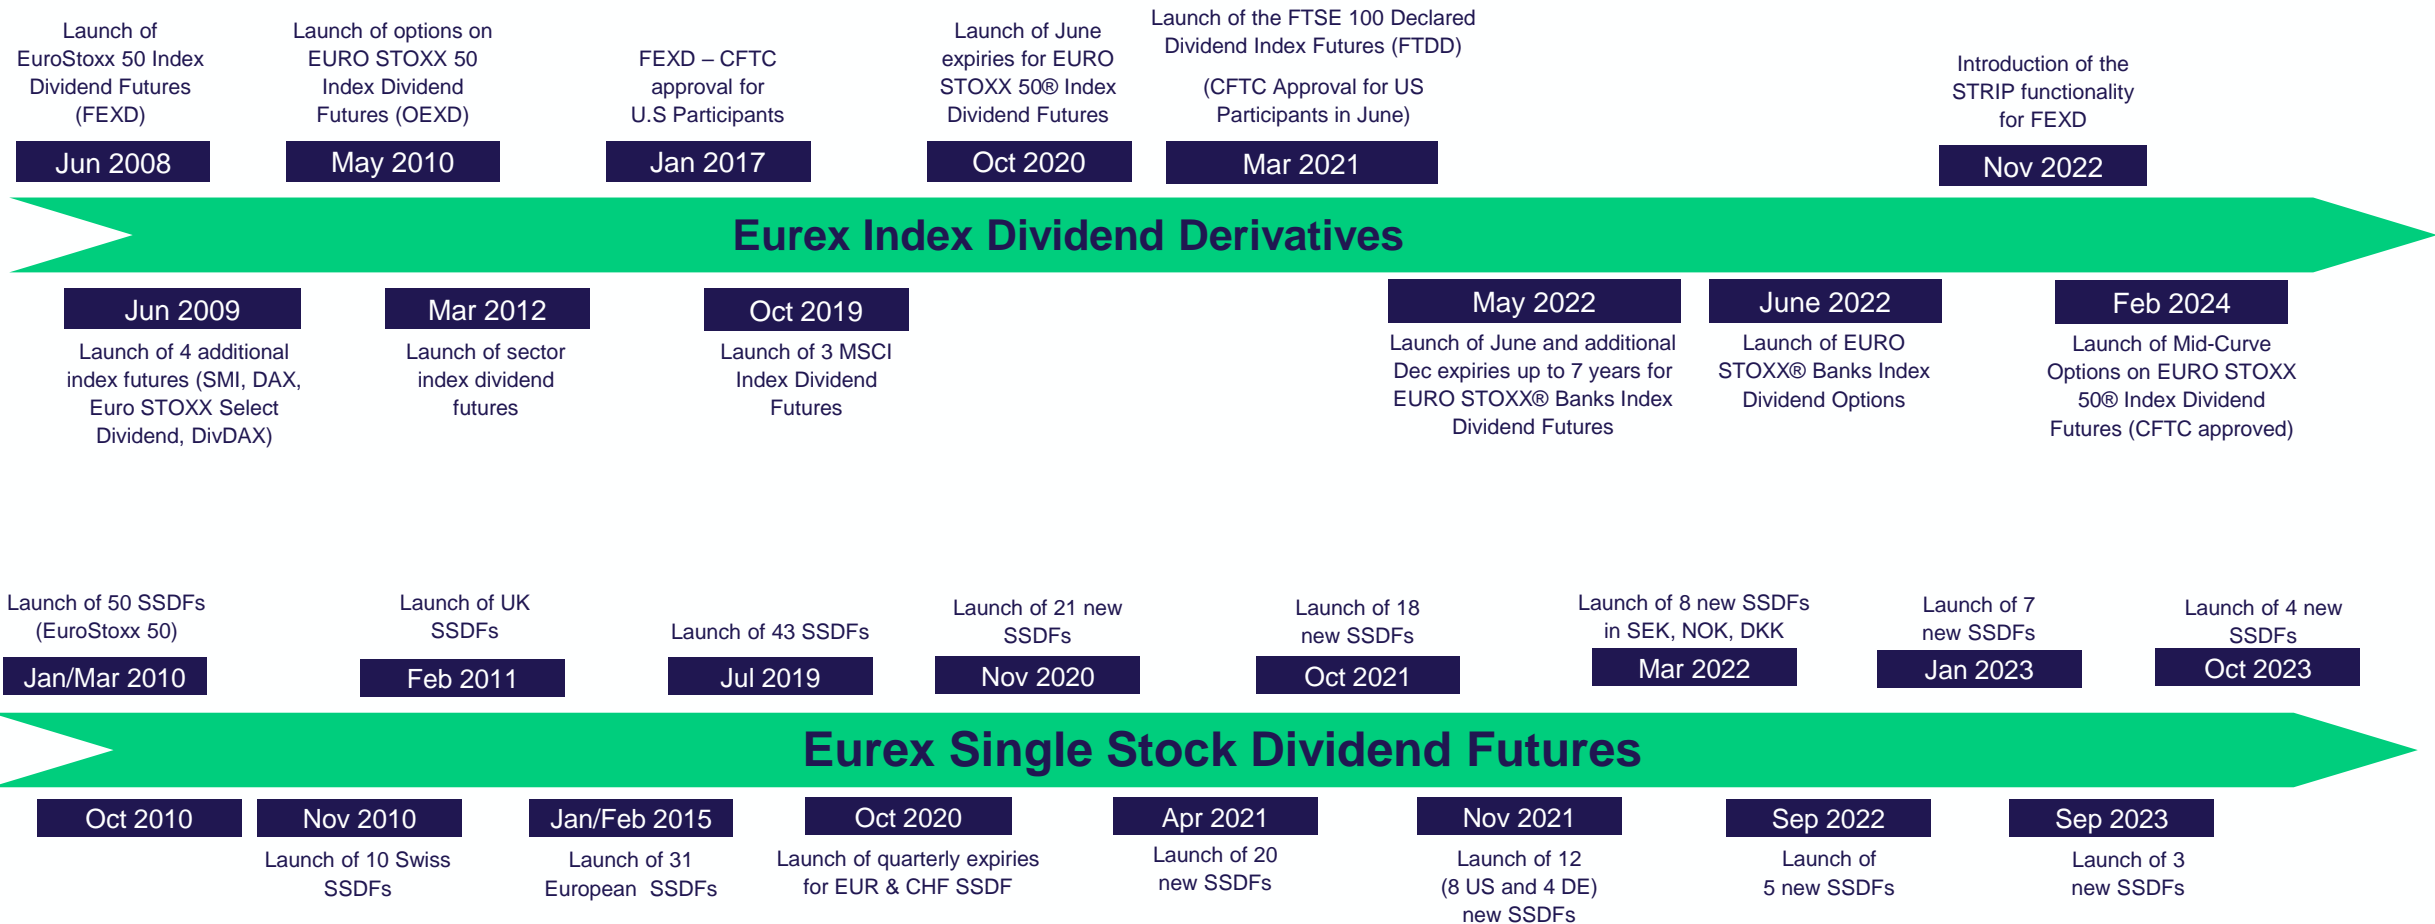 Launch of
EuroStoxx 50 Index
Dividend Futures
(FEXD)
Jun 2008
Launch of options on
EURO STOXX 50
Index Dividend
Futures (OEXD)
May 2010
FEXD – CFTC
approval for
U.S Participants
Jan 2017
Launch of June
expiries for EURO
STOXX 50® Index
Dividend Futures
Oct 2020
Launch of the FTSE 100 Declared
Dividend Index Futures (FTDD)
(CFTC Approval for US
Participants in June)
Mar 2021
Introduction of the
STRIP functionality
for FEXD
Nov 2022
Eurex Index Dividend Derivatives
Jun 2009
Launch of 4 additional
index futures (SMI, DAX,
Euro STOXX Select
Dividend, DivDAX)
Mar 2012
Launch of sector
index dividend
futures
Oct 2019
Launch of 3 MSCI
Index Dividend
Futures
May 2022
Launch of June and additional
Dec expiries up to 7 years for
EURO STOXX® Banks Index
Dividend Futures
June 2022
Launch of EURO
STOXX® Banks Index
Dividend Options
Feb 2024
Launch of Mid-Curve
Options on EURO STOXX
50® Index Dividend
Futures (CFTC approved)
Launch of 50 SSDFs
(EuroStoxx 50)
Jan/Mar 2010
Launch of UK
SSDFs
Feb 2011
Launch of 43 SSDFs
Jul 2019
Launch of 21 new
SSDFs
Nov 2020
Launch of 18
new SSDFs
Oct 2021
Launch of 8 new SSDFs
in SEK, NOK, DKK
Mar 2022
Launch of 7
new SSDFs
Jan 2023
Launch of 4 new
SSDFs
Oct 2023
Eurex Single Stock Dividend Futures
Oct 2010
Nov 2010
Launch of 10 Swiss
SSDFs
Jan/Feb 2015
Launch of 31
European SSDFs
Oct 2020
Launch of quarterly expiries
for EUR & CHF SSDF
Apr 2021
Launch of 20
new SSDFs
Nov 2021
Launch of 12
(8 US and 4 DE)
new SSDFs
Sep 2022
Launch of
5 new SSDFs
Sep 2023
Launch of 3
new SSDFs